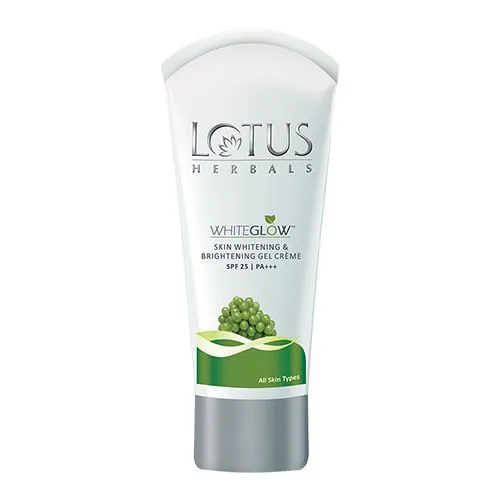 LOTUS
HERBALS
WHITEGLOW™
SKIN WHITENING &
BRIGHTENING GEL CRÈME
SPF 25 | PA+++
All Skin Types